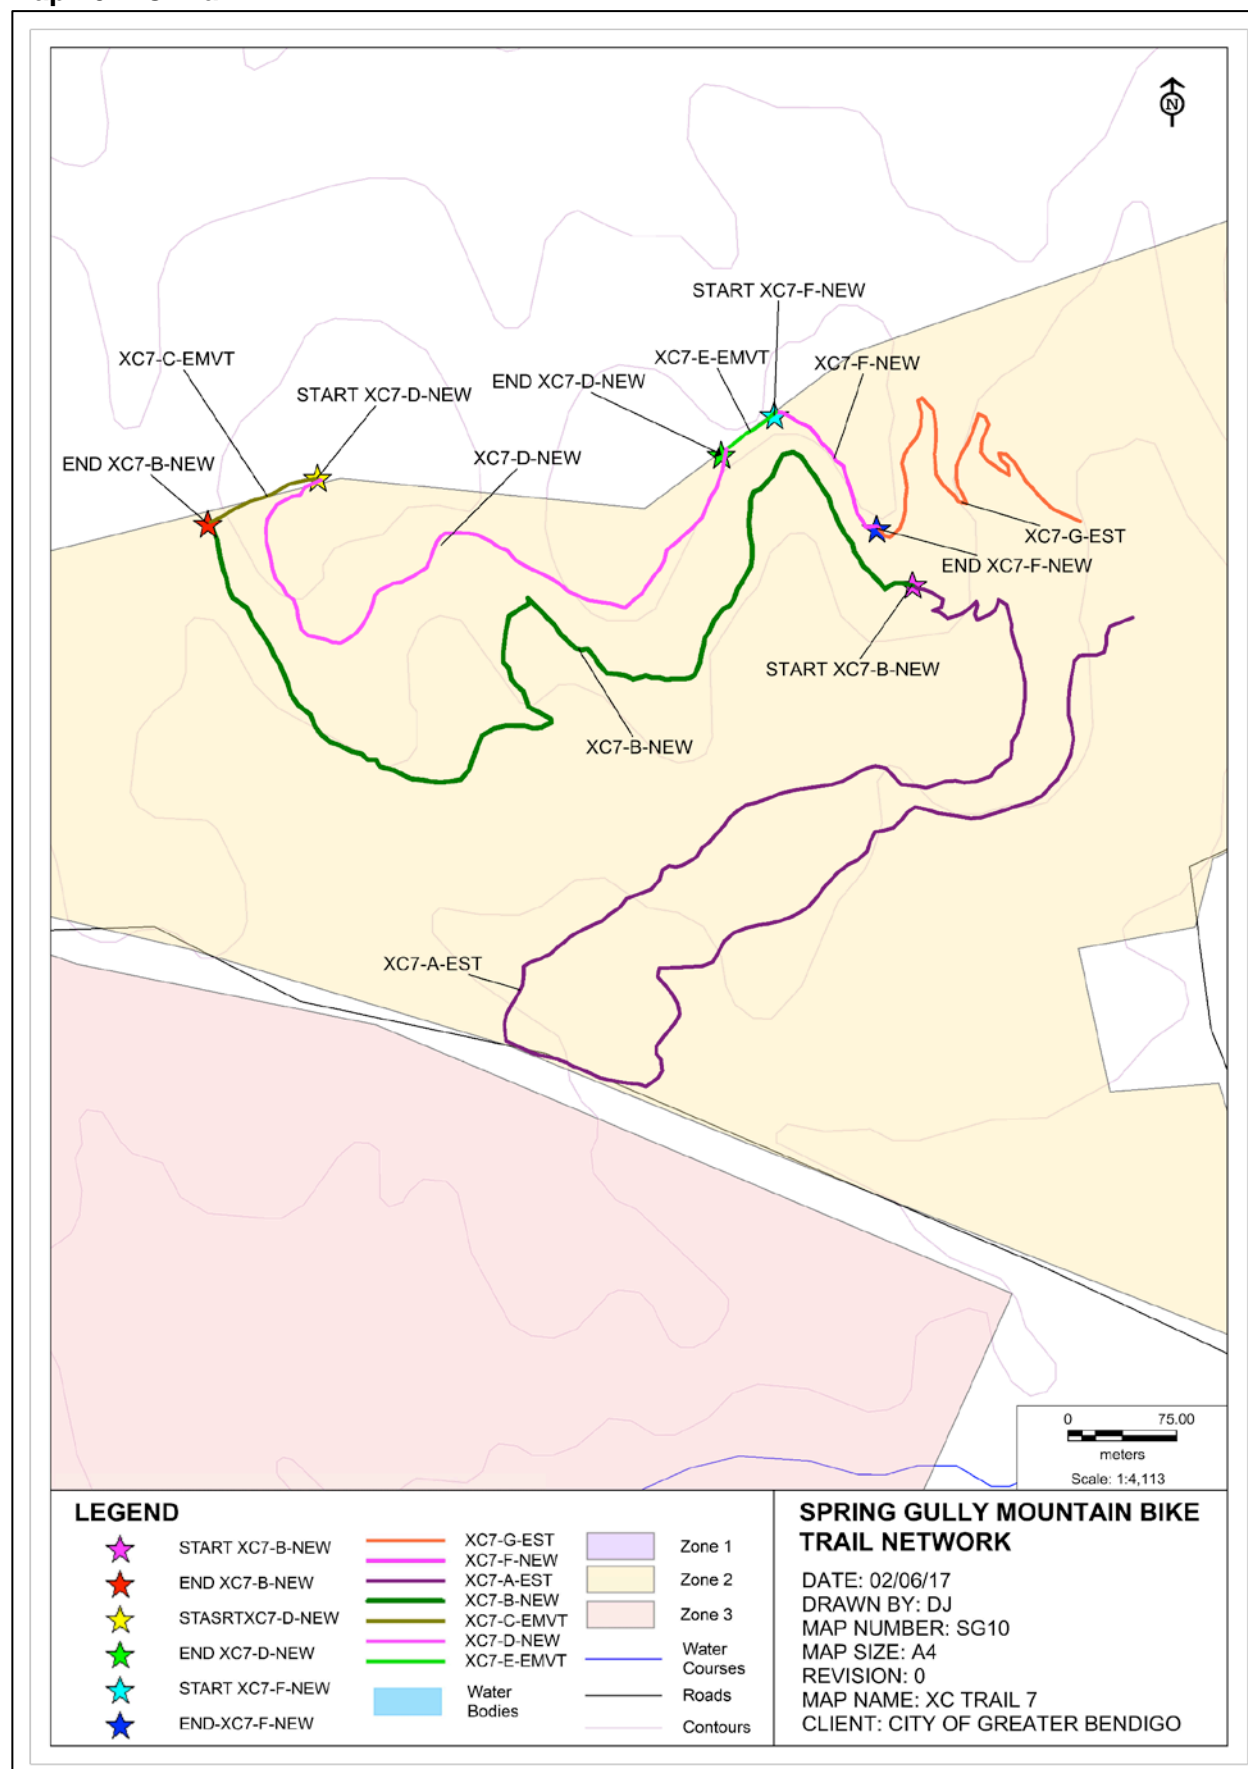 N
START XC7-F-NEW
XC7-C-EMVT
XC7-E-EMVT
XC7-F-NEW
END XC7-D-NEW
START XC7-D-NEW
END XC7-B-NEW
XC7-D-NEW
XC7-G-EST
END XC7-F-NEW
START XC7-B-NEW
XC7-B-NEW
XC7-A-EST
0 75.00
meters
Scale: 1:4,113
LEGEND
START XC7-B-NEW
END XC7-B-NEW
STASRTXC7-D-NEW
END XC7-D-NEW
START XC7-F-NEW
END-XC7-F-NEW
XC7-G-EST
XC7-F-NEW
XC7-A-EST
XC7-B-NEW
XC7-C-EMVT
XC7-D-NEW
XC7-E-EMVT
Water
Bodies
Zone 1
Zone 2
Zone 3
Water
Courses
Roads
Contours
SPRING GULLY MOUNTAIN BIKE
TRAIL NETWORK
DATE: 02/06/17
DRAWN BY: DJ
MAP NUMBER: SG10
MAP SIZE: A4
REVISION: 0
MAP NAME: XC TRAIL 7
CLIENT: CITY OF GREATER BENDIGO